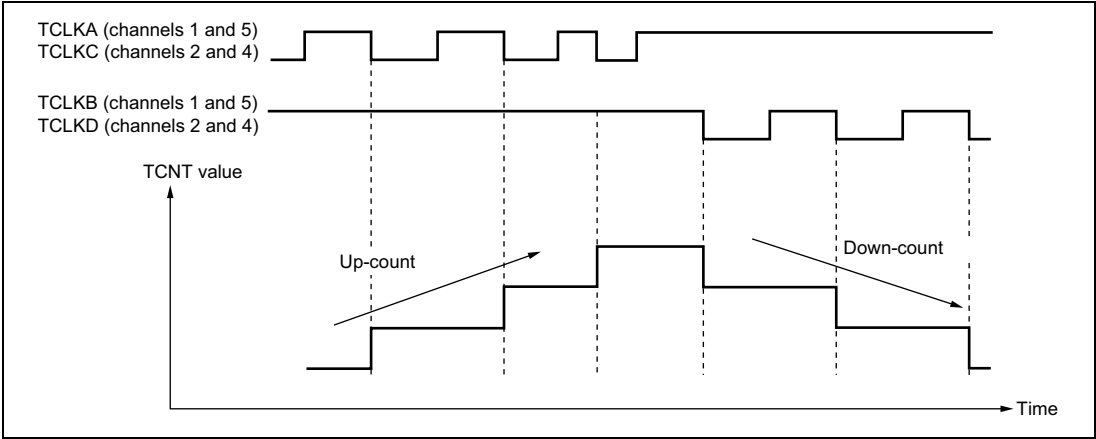 TCLKA (channels 1 and 5)
TCLKC (channels 2 and 4)
TCLKB (channels 1 and 5)
TCLKD (channels 2 and 4)
TCNT value
Up-count
Down-count
Time